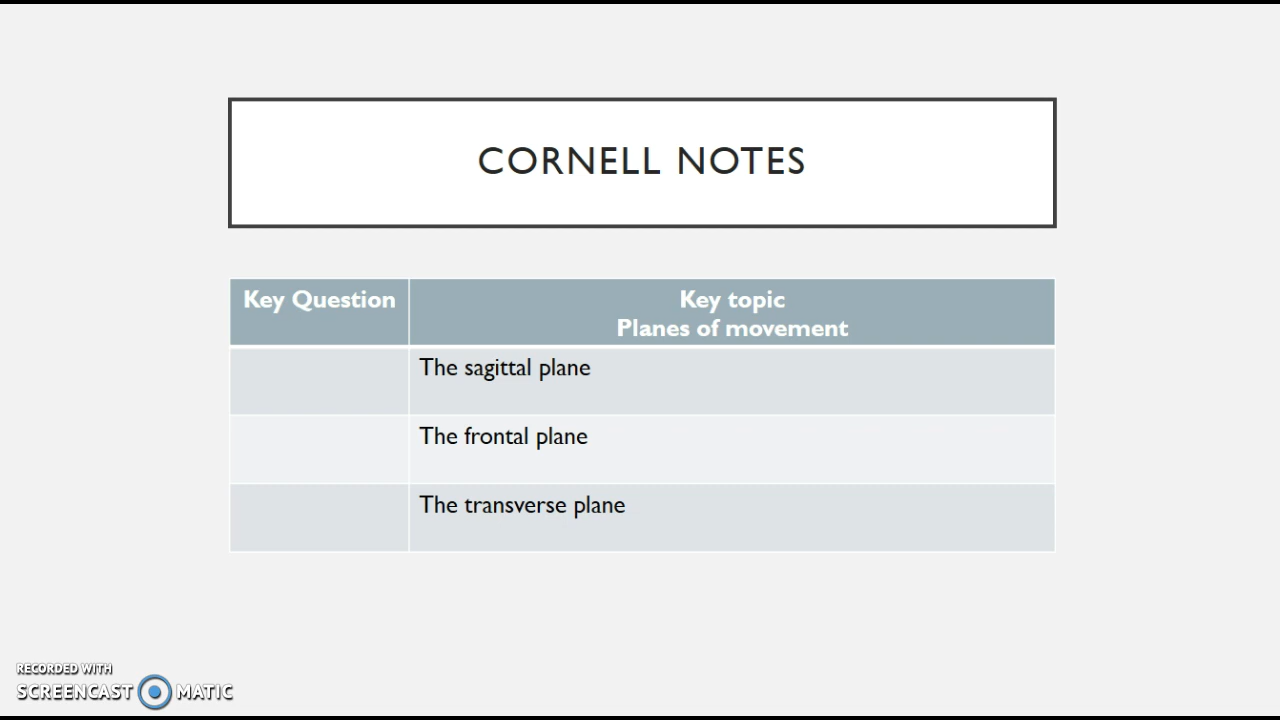 CORNELL NOTES
Key Question
Key topic
Planes of movement
The sagittal plane
The frontal plane
The transverse plane
RECORDED WITH
SCREENCAST MATIC